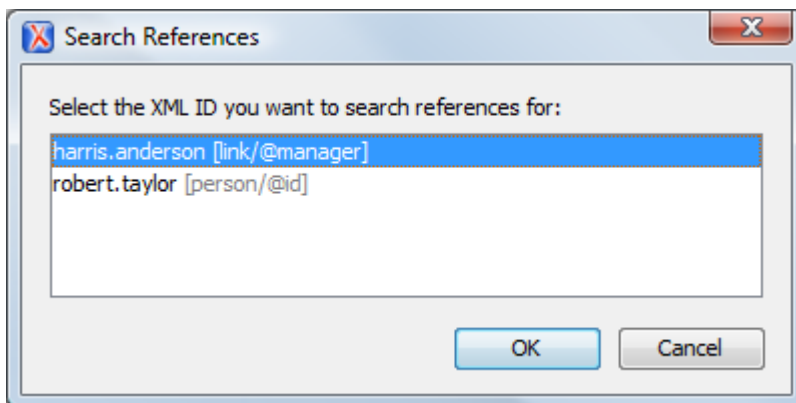 Search References
Select the XML ID you want to search references for:
harris.anderson [link/@manager]
robert.taylor [person/@id]
OK
Cancel